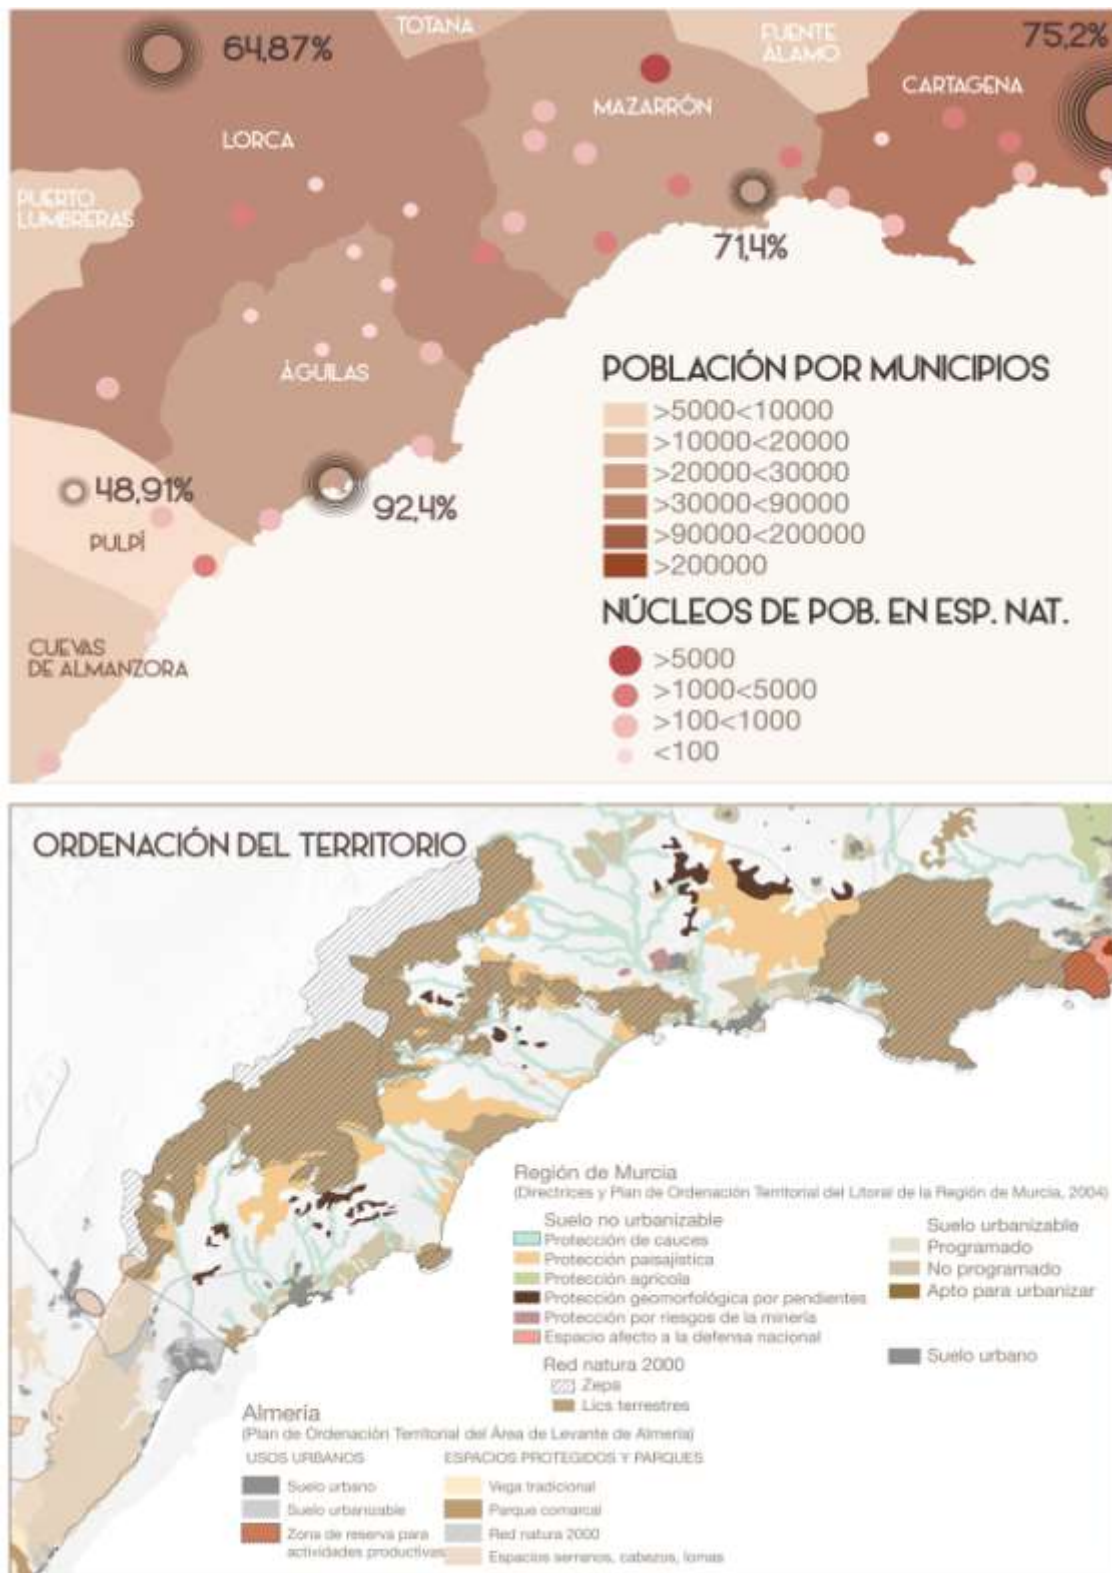 TOTANA
FUENTE
ÁLAMO
75,2%
64,87%
CARTAGENA
MAZARRÓN
LORCA
PUERTO
LUMBRERAS
71,4%
ÁGUILAS
48,91%
92,4%
PULPÍ
CUEVAS
DE ALMANZORA
POBLACIÓN POR MUNICIPIOS
>5000<10000
>10000<20000
>20000<30000
>30000<90000
>90000<200000
>200000
NÚCLEOS DE POB. EN ESP. NAT.
>5000
>1000<5000
>100<1000
<100
ORDENACIÓN DEL TERRITORIO
Región de Murcia
(Directrices y Plan de Ordenación Territorial del Litoral de la Región de Murcia, 2004)
Suelo no urbanizable
Protección de cauces
Protección paisajística
Protección agrícola
Protección geomorfológica por pendientes
Protección por riesgos de la minería
Espacio afecto a la defensa nacional
Red natura 2000
Zepa
Lics terrestres
Suelo urbanizable
Programado
No programado
Apto para urbanizar
Suelo urbano
Almería
(Plan de Ordenación Territorial del Área de Levante de Almería)
USOS URBANOS
Suelo urbano
Suelo urbanizable
Zona de reserva para
actividades productivas
ESPACIOS PROTEGIDOS Y PARQUES
Vega tradicional
Parque comarcal
Red natura 2000
Espacios serranos, cabezos, lomas